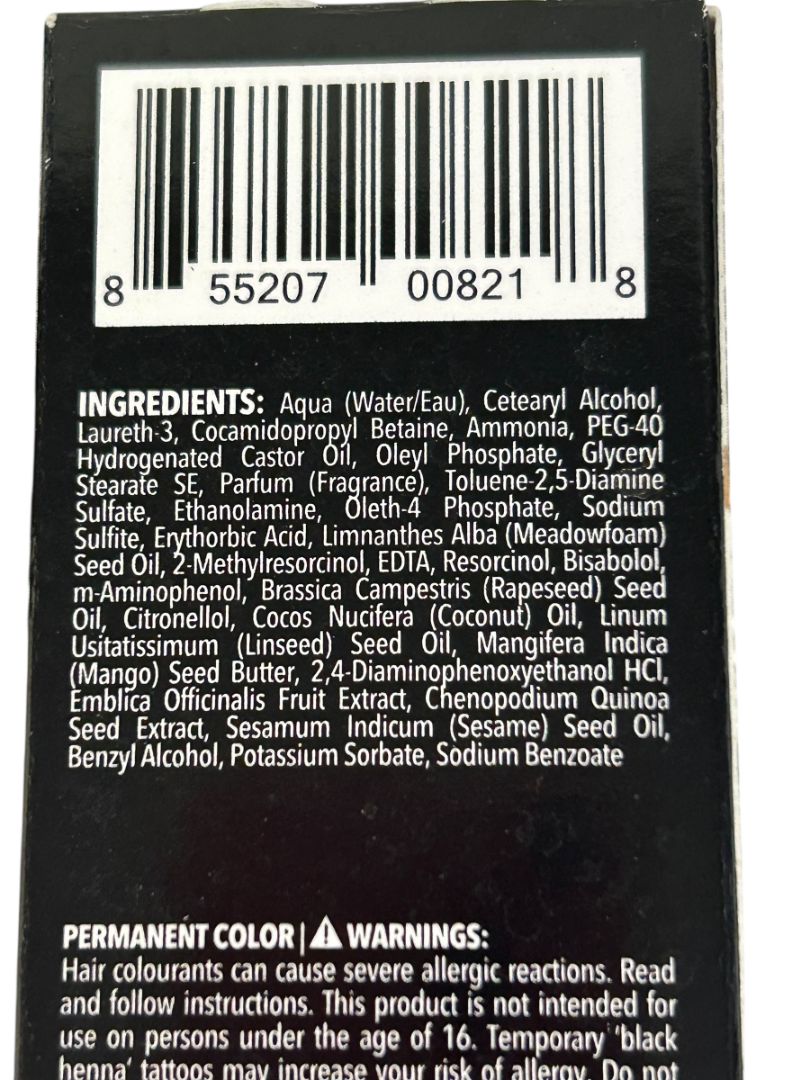 8 55207 00821 8
INGREDIENTS: Aqua (Water/Eau), Cetearyl Alcohol,
Laureth-3, Cocamidopropyl Betaine, Ammonia, PEG-40
Hydrogenated Castor Oil, Oleyl Phosphate, Glyceryl
Stearate SE, Parfum (Fragrance), Toluene-2,5-Diamine
Sulfate, Ethanolamine, Oleth-4 Phosphate, Sodium
Sulfite, Erythorbic Acid, Limnanthes Alba (Meadowfoam)
Seed Oil, 2-Methylresorcinol, EDTA, Resorcinol, Bisabolol,
m-Aminophenol, Brassica Campestris (Rapeseed) Seed
Oil, Citronellol, Cocos Nucifera (Coconut) Oil, Linum
Usitatissimum (Linseed) Seed Oil, Mangifera Indica
(Mango) Seed Butter, 2,4-Diaminophenoxyethanol HCl,
Emblica Officinalis Fruit Extract, Chenopodium Quinoa
Seed Extract, Sesamum Indicum (Sesame) Seed Oil,
Benzyl Alcohol, Potassium Sorbate, Sodium Benzoate
PERMANENT COLOR | ⚠ WARNINGS:
Hair colourants can cause severe allergic reactions. Read
and follow instructions. This product is not intended for
use on persons under the age of 16. Temporary 'black
henna' tattoos may increase your risk of allergy. Do not